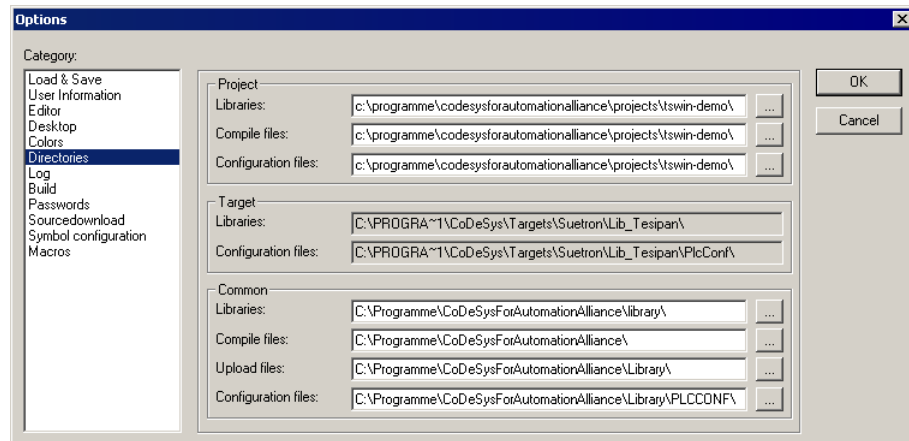 Options
Category:
Load & Save
User Information
Editor
Desktop
Colors
Directories
Log
Build
Passwords
Sourcedownload
Symbol configuration
Macros
Project
Libraries: c:\programme\codesysforautomationalliance\projects\tswin-demo\ ...
Compile files: c:\programme\codesysforautomationalliance\projects\tswin-demo\ ...
Configuration files: c:\programme\codesysforautomationalliance\projects\tswin-demo\ ...
Target
Libraries: C:\PROGRA~1\CoDeSys\Targets\Suetron\Lib_Tesipan\
Configuration files: C:\PROGRA~1\CoDeSys\Targets\Suetron\Lib_Tesipan\PlcConf\
Common
Libraries: C:\Programme\CoDeSysForAutomationAlliance\library\ ...
Compile files: C:\Programme\CoDeSysForAutomationAlliance\ ...
Upload files: C:\Programme\CoDeSysForAutomationAlliance\Library\ ...
Configuration files: C:\Programme\CoDeSysForAutomationAlliance\Library\PLCCONF\ ...
OK
Cancel